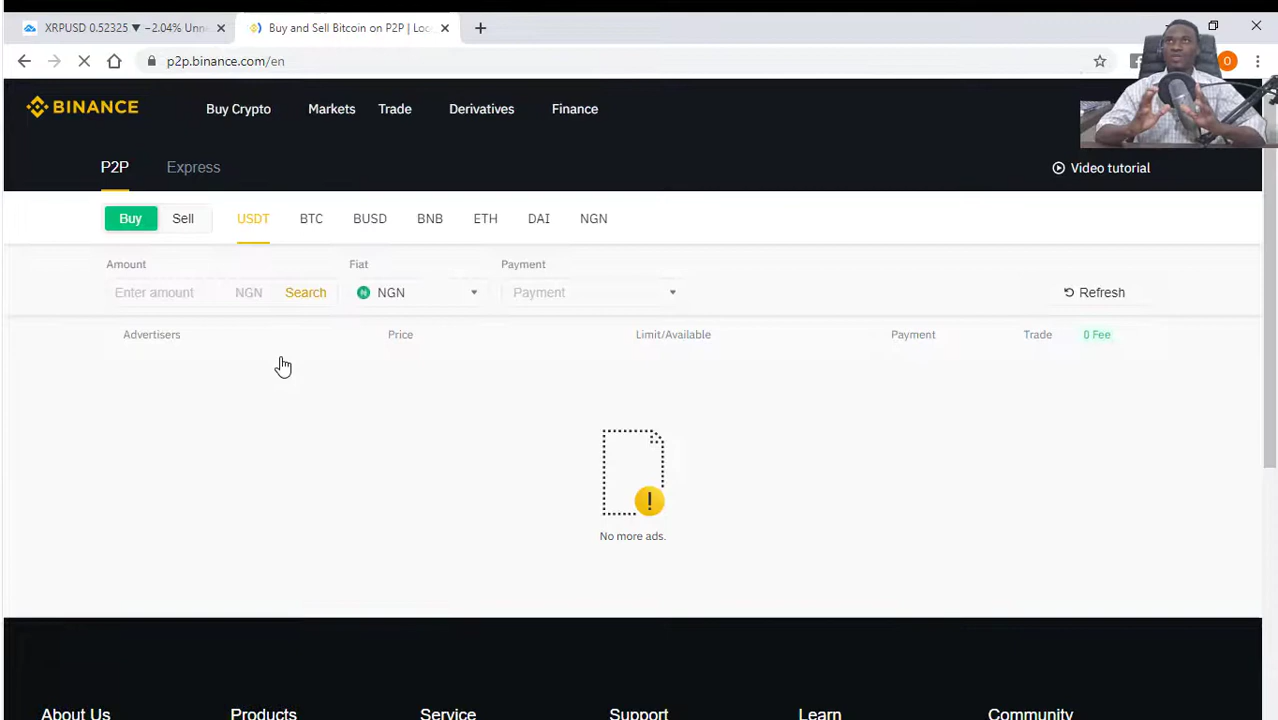 XRPUSD 0.52325 ▼ −2.04% Unn
Buy and Sell Bitcoin on P2P | Loc
p2p.binance.com/en
0
BINANCE
Buy Crypto Markets Trade Derivatives Finance
P2P Express
Video tutorial
Buy Sell USDT BTC BUSD BNB ETH DAI NGN
Amount Fiat Payment
Enter amount NGN Search NGN Payment Refresh
Advertisers Price Limit/Available Payment Trade 0 Fee
No more ads.
About Us Products Service Support Learn Community